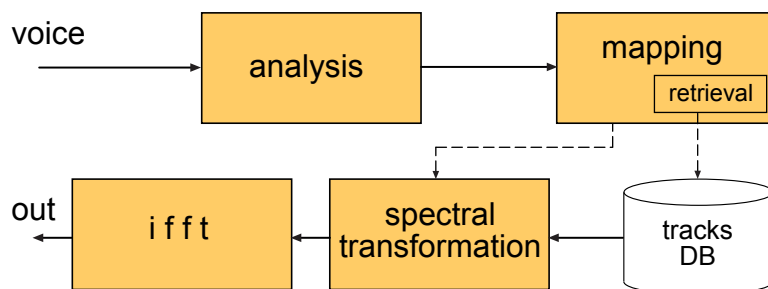 voice
analysis
mapping
retrieval
out
i f f t
spectral
transformation
tracks
DB